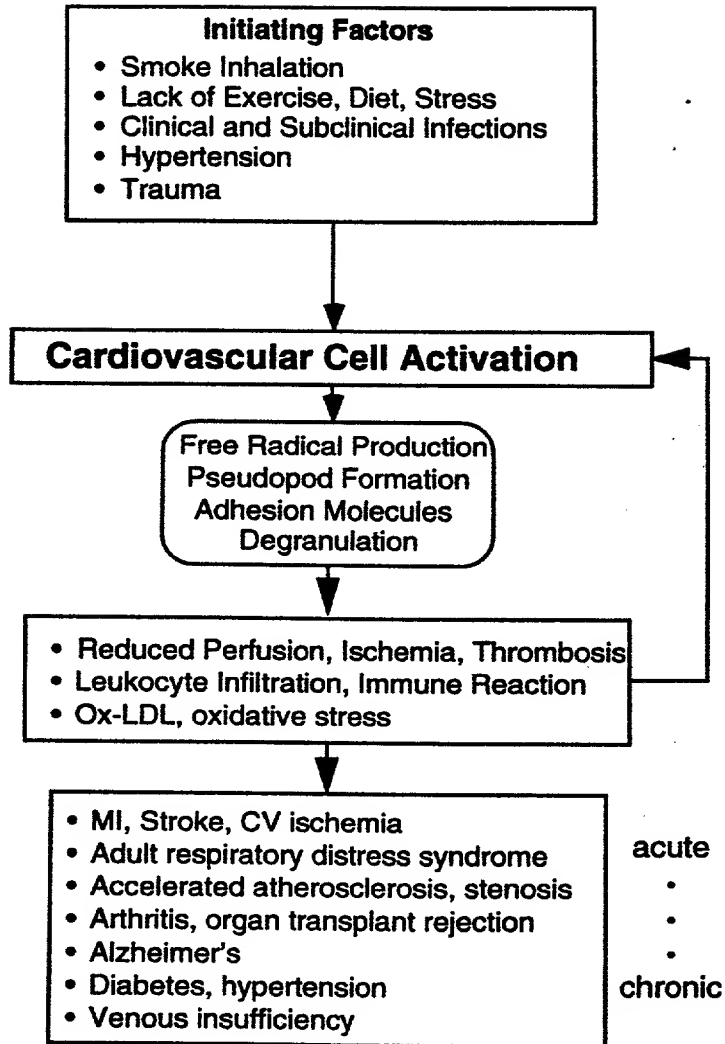 Initiating Factors
• Smoke Inhalation
• Lack of Exercise, Diet, Stress
• Clinical and Subclinical Infections
• Hypertension
• Trauma
Cardiovascular Cell Activation
Free Radical Production
Pseudopod Formation
Adhesion Molecules
Degranulation
• Reduced Perfusion, Ischemia, Thrombosis
• Leukocyte Infiltration, Immune Reaction
• Ox-LDL, oxidative stress
• MI, Stroke, CV ischemia
• Adult respiratory distress syndrome
• Accelerated atherosclerosis, stenosis
• Arthritis, organ transplant rejection
• Alzheimer's
• Diabetes, hypertension
• Venous insufficiency
acute
•
•
•
chronic